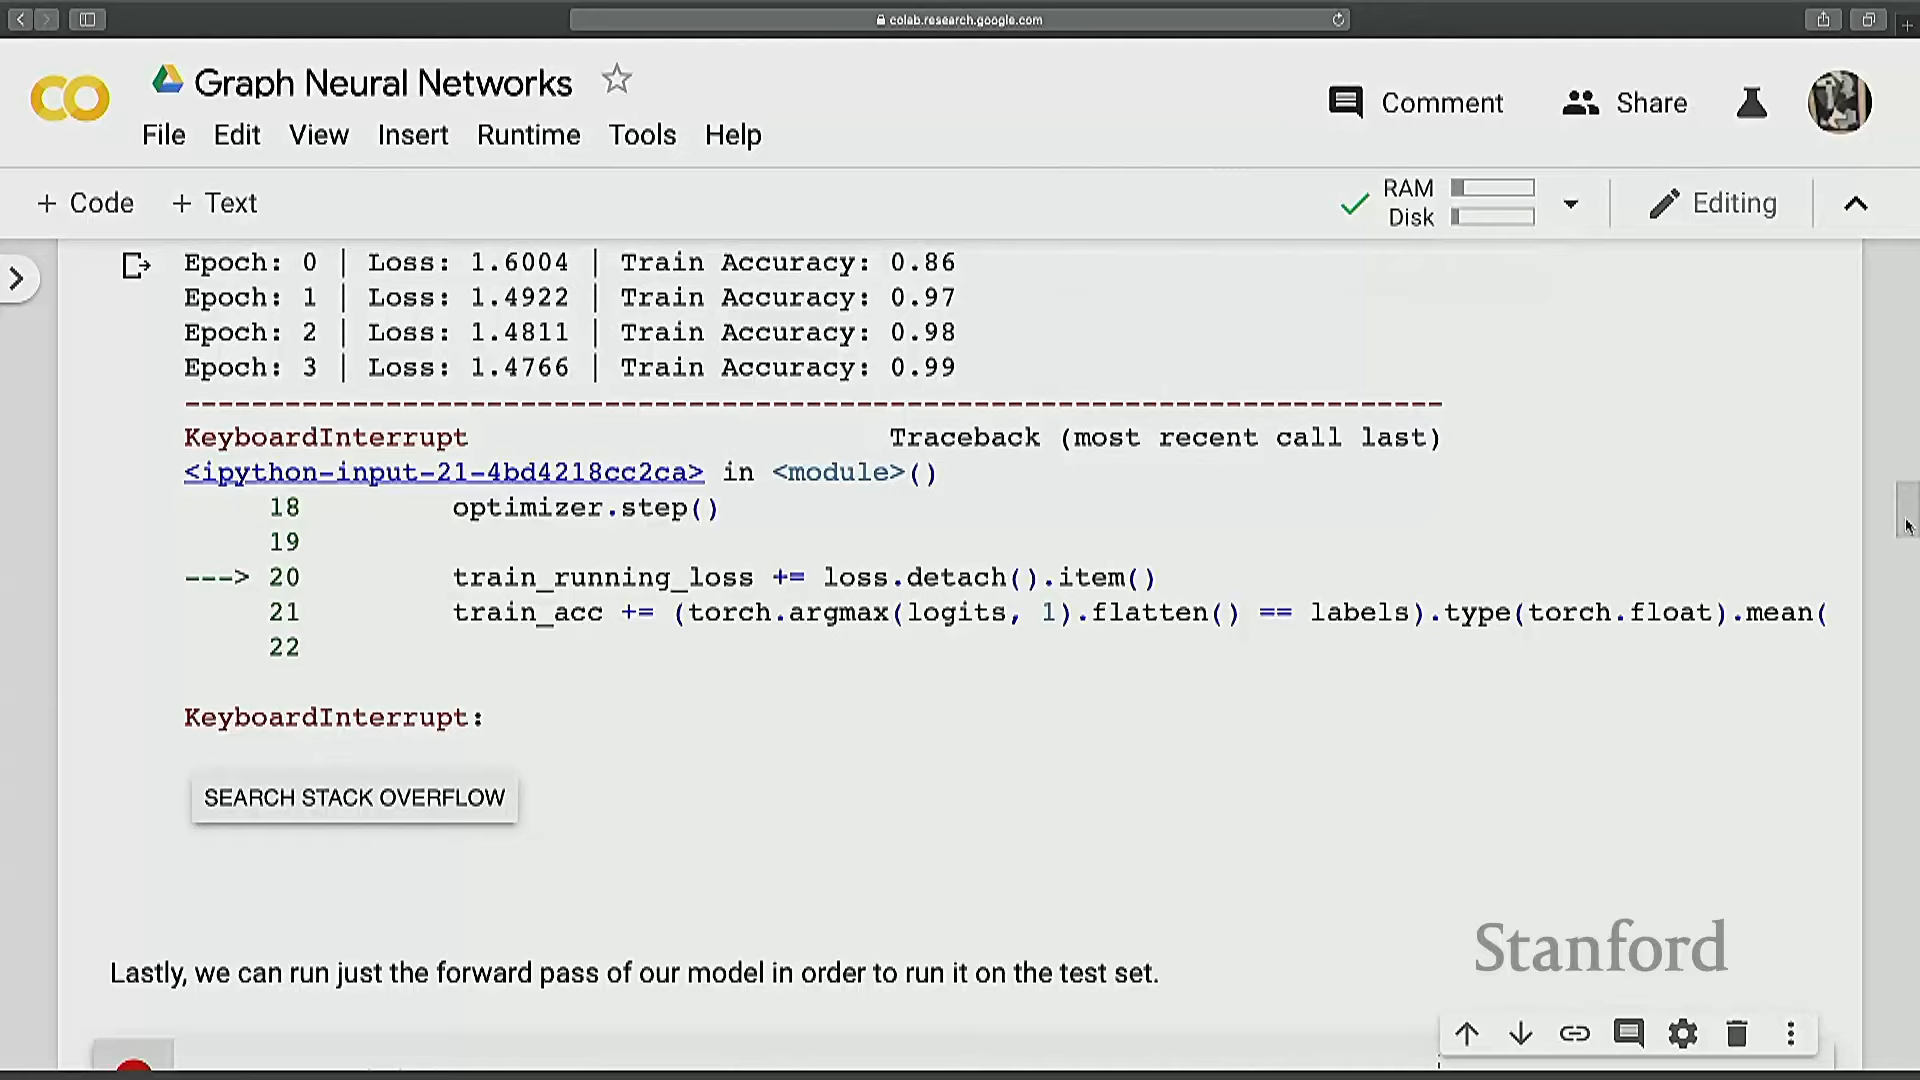 colab.research.google.com
CO
Graph Neural Networks
Comment
Share
File Edit View Insert Runtime Tools Help
+ Code + Text
RAM
Disk
Editing
Epoch: 0 | Loss: 1.6004 | Train Accuracy: 0.86
Epoch: 1 | Loss: 1.4922 | Train Accuracy: 0.97
Epoch: 2 | Loss: 1.4811 | Train Accuracy: 0.98
Epoch: 3 | Loss: 1.4766 | Train Accuracy: 0.99
---------------------------------------------------------------------------
KeyboardInterrupt Traceback (most recent call last)
<ipython-input-21-4bd4218cc2ca> in <module>()
18 optimizer.step()
19
---> 20 train_running_loss += loss.detach().item()
21 train_acc += (torch.argmax(logits, 1).flatten() == labels).type(torch.float).mean(
22
KeyboardInterrupt:
SEARCH STACK OVERFLOW
Stanford
Lastly, we can run just the forward pass of our model in order to run it on the test set.